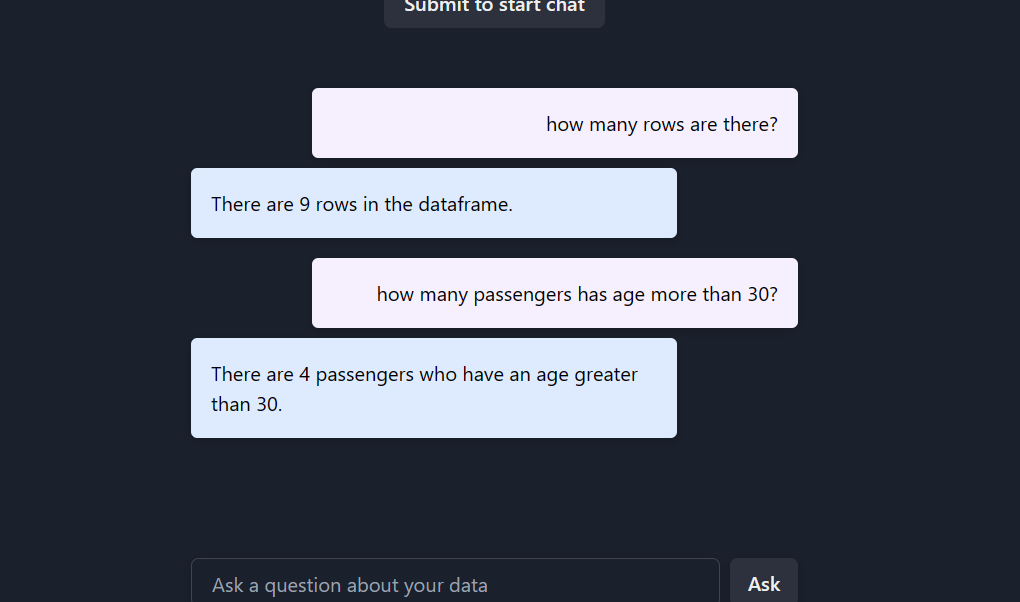 Submit to start chat
how many rows are there?
There are 9 rows in the dataframe.
how many passengers has age more than 30?
There are 4 passengers who have an age greater
than 30.
Ask a question about your data
Ask